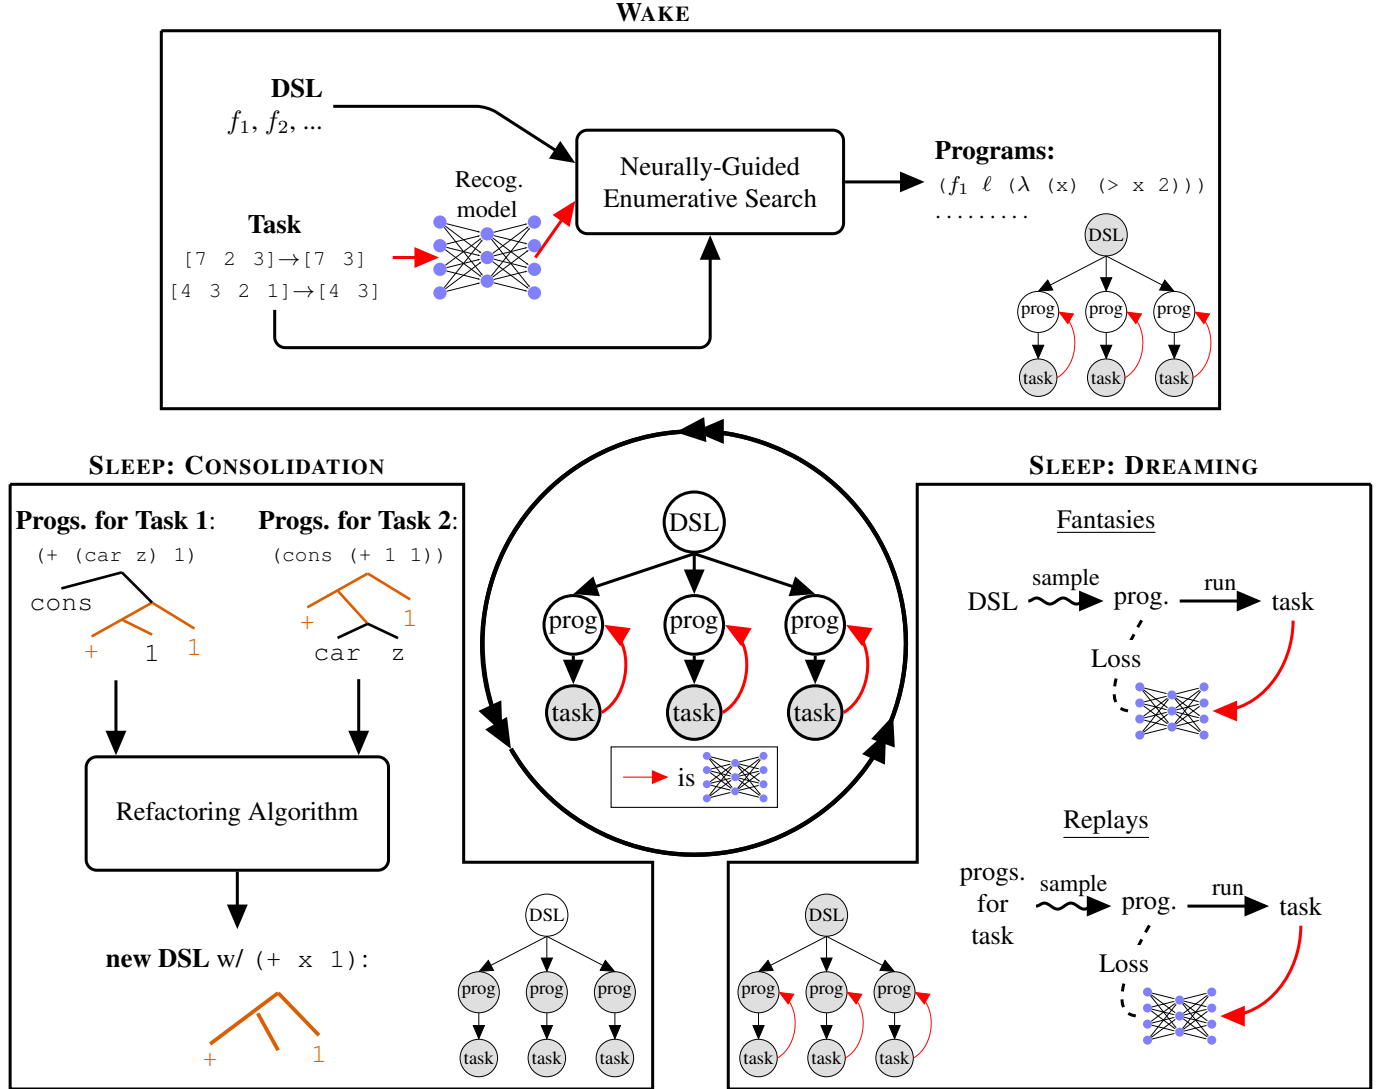 WAKE
DSL
f1, f2, ...
Recog.
model
Task
[7 2 3]→[7 3]
[4 3 2 1]→[4 3]
Neurally-Guided
Enumerative Search
Programs:
(f1 ℓ (λ (x) (> x 2)))
.........
DSL
prog prog prog
task task task
SLEEP: CONSOLIDATION
Progs. for Task 1: Progs. for Task 2:
(+ (car z) 1) (cons (+ 1 1))
cons
+ 1 1
+ 1
car z
Refactoring Algorithm
new DSL w/ (+ x 1):
+ 1
DSL
prog prog prog
task task task
DSL
prog prog prog
task task task
is
SLEEP: DREAMING
Fantasies
DSL sample prog. run task
Loss
Replays
progs.
for
task
sample prog. run task
Loss
DSL
prog prog prog
task task task